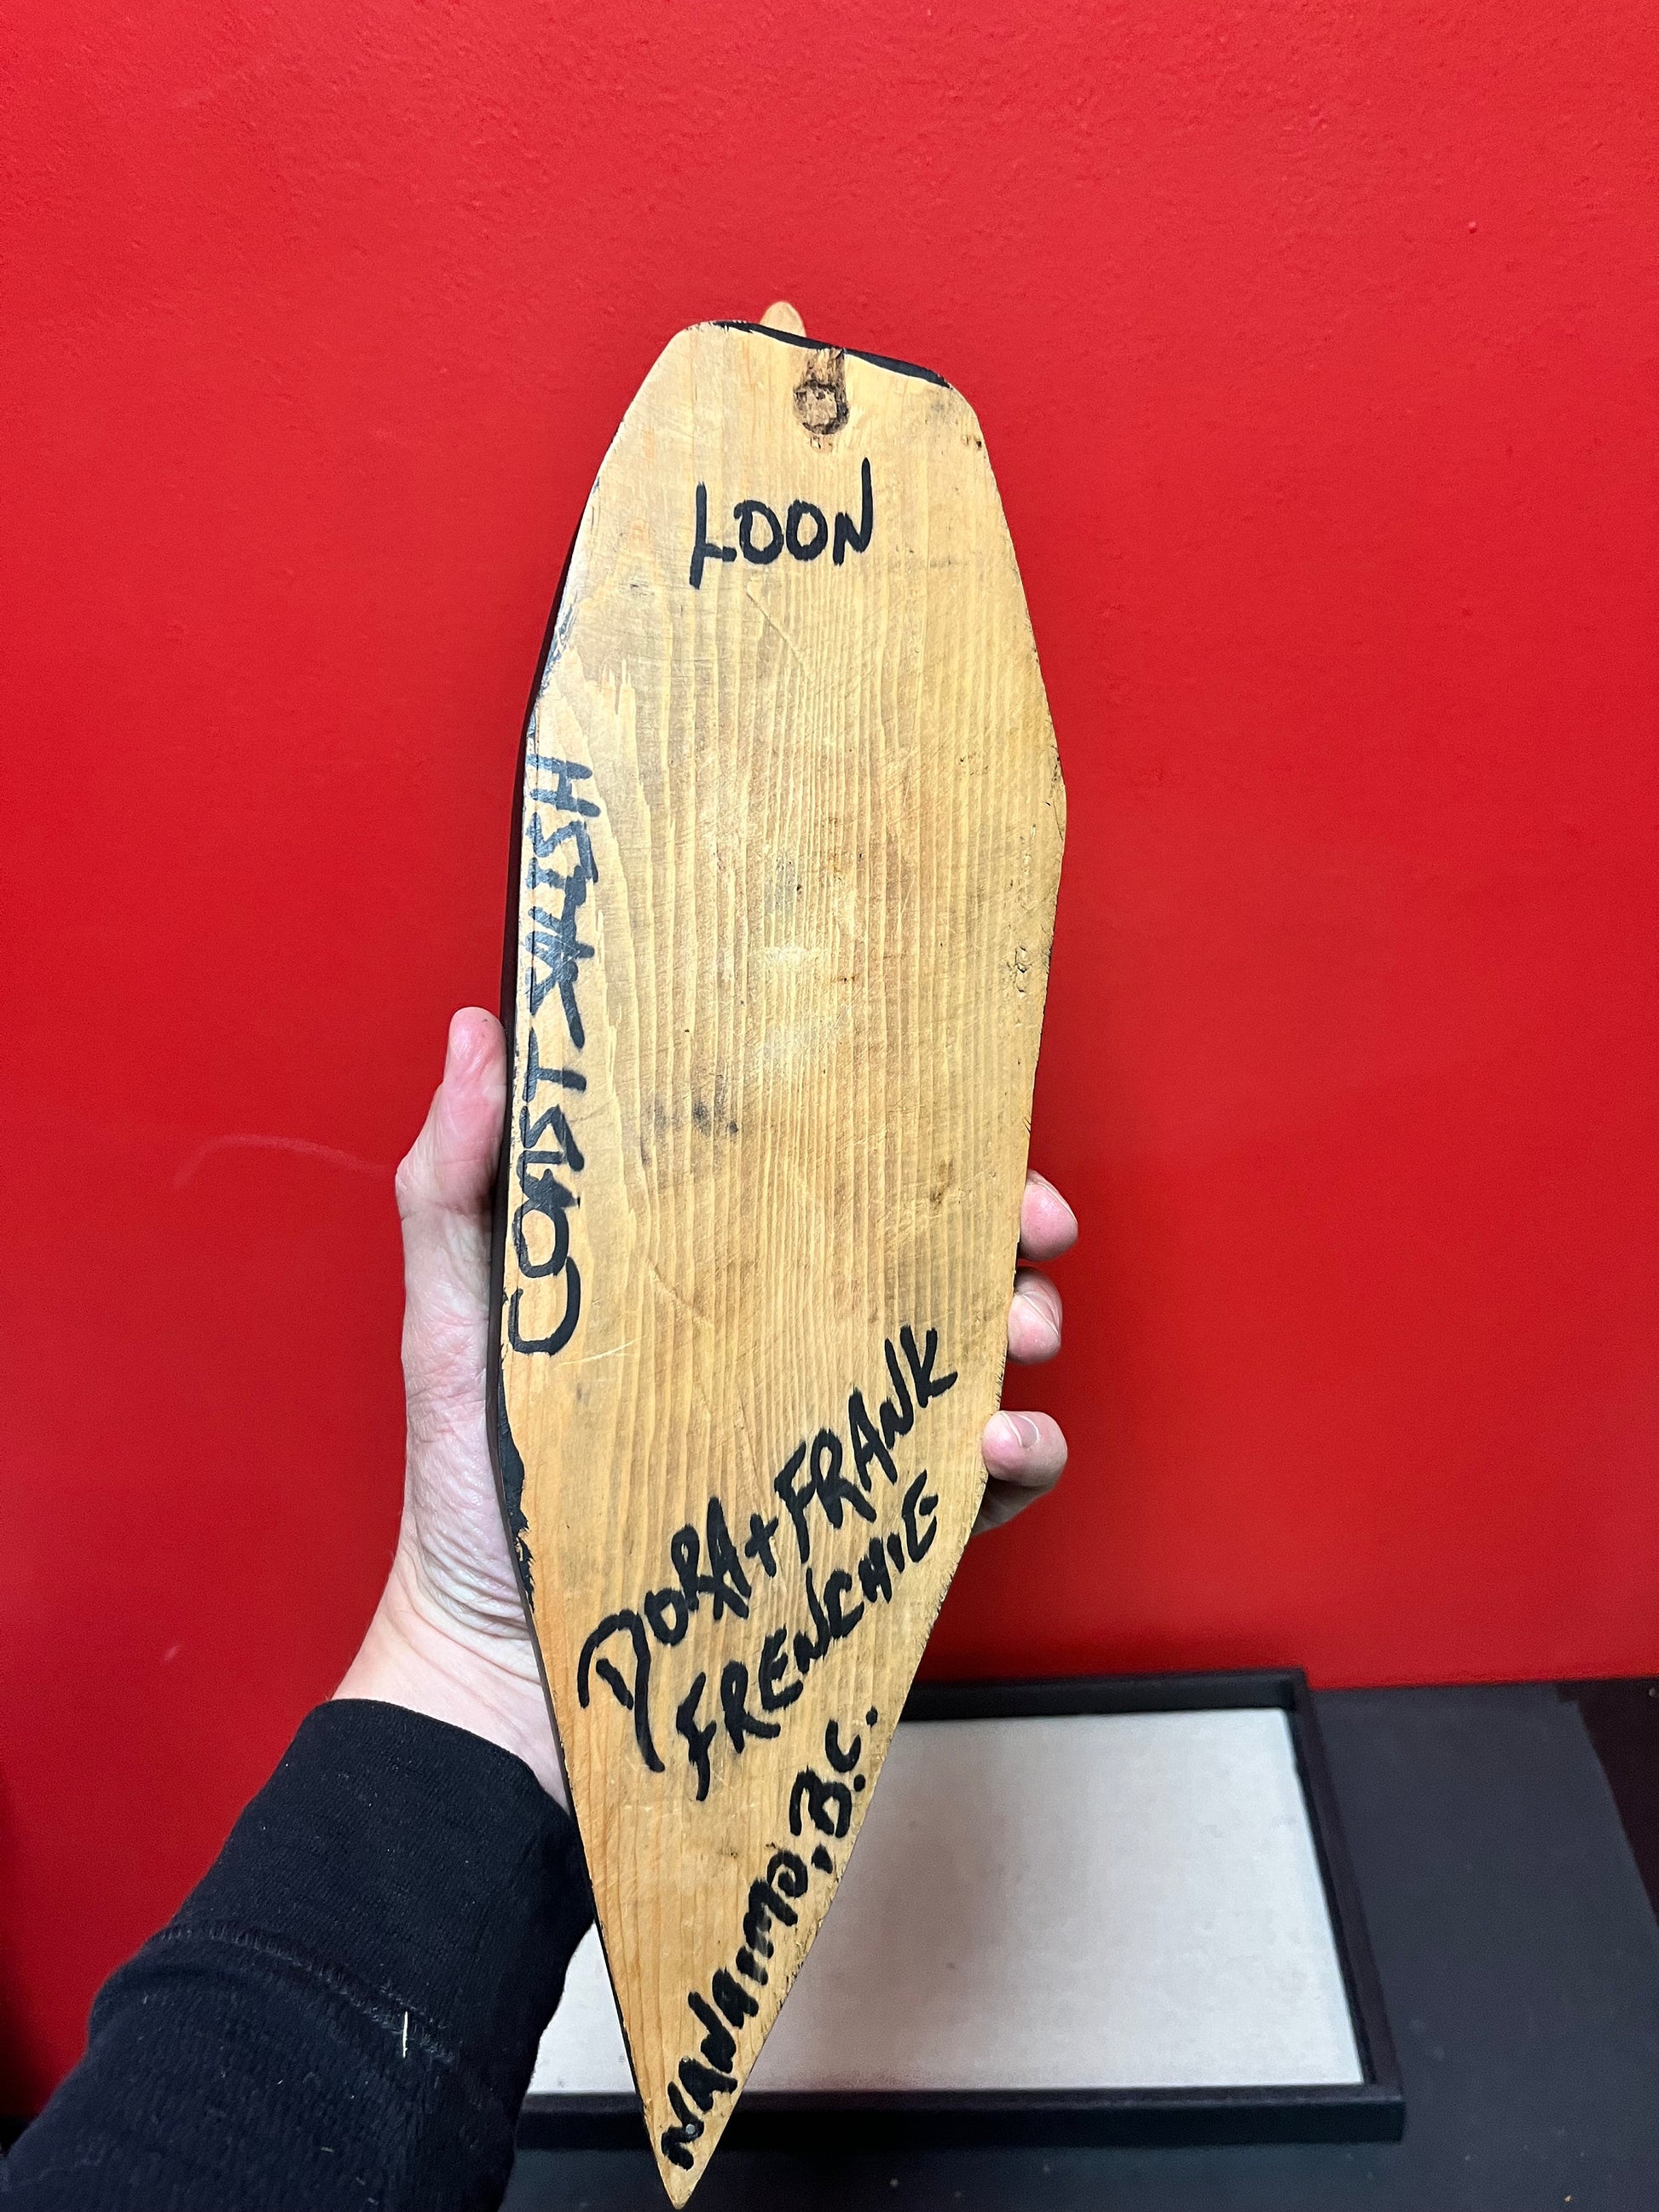 LOON
COAST SALISH
DORA + FRANK
FRENCHIE
NANAIMO, B.C.